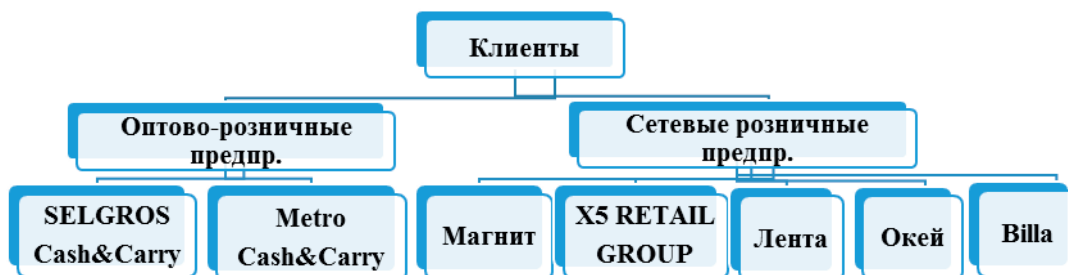 Клиенты
Оптово-розничные
предпр.
Сетевые розничные
предпр.
SELGROS
Cash&Carry
Metro
Cash&Carry
Магнит
X5 RETAIL
GROUP
Лента
Окей
Billa